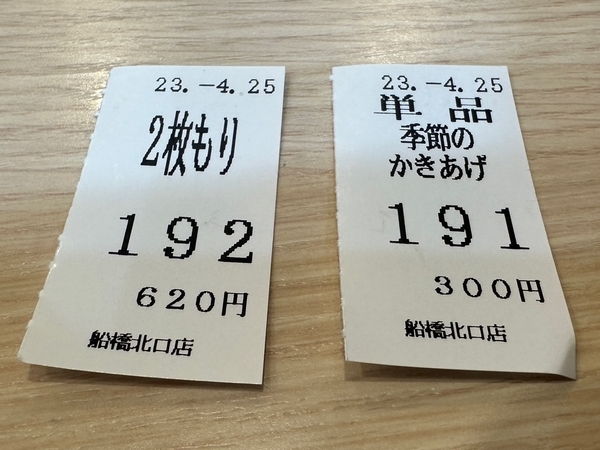 23.-4.25
2枚もり
192
620円
船橋北口店
23.-4.25
単 品
季節の
かきあげ
191
300円
船橋北口店